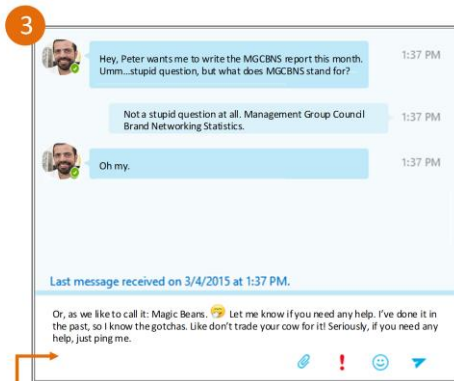 3
Hey, Peter wants me to write the MGCBNS report this month.
1:37 PM
Umm...stupid question, but what does MGCBNS stand for?
Not a stupid question at all. Management Group Council
1:37 PM
Brand Networking Statistics.
Oh my.
1:37 PM
Last message received on 3/4/2015 at 1:37 PM.
Or, as we like to call it: Magic Beans. Let me know if you need any help. I've done it in
the past, so I know the gotchas. Like don't trade your cow for it! Seriously, if you need any
help, just ping me.